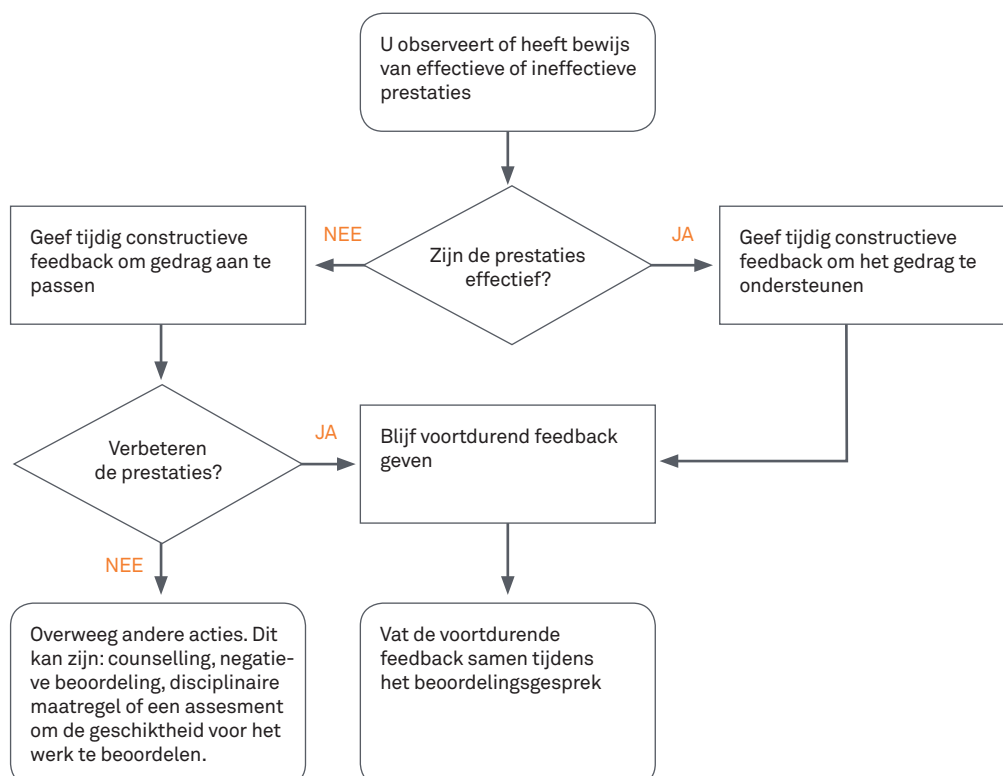 U observeert of heeft bewijs
van effectieve of ineffectieve
prestaties
NEE
JA
Geef tijdig constructieve
feedback om gedrag aan te
passen
Zijn de prestaties
effectief?
Geef tijdig constructieve
feedback om het gedrag te
ondersteunen
Verbeteren
de prestaties?
JA
Blijf voortdurend feedback
geven
NEE
Overweeg andere acties. Dit
kan zijn: counselling, negatie-
ve beoordeling, disciplinaire
maatregel of een assesment
om de geschiktheid voor het
werk te beoordelen.
Vat de voortdurende
feedback samen tijdens
het beoordelingsgesprek